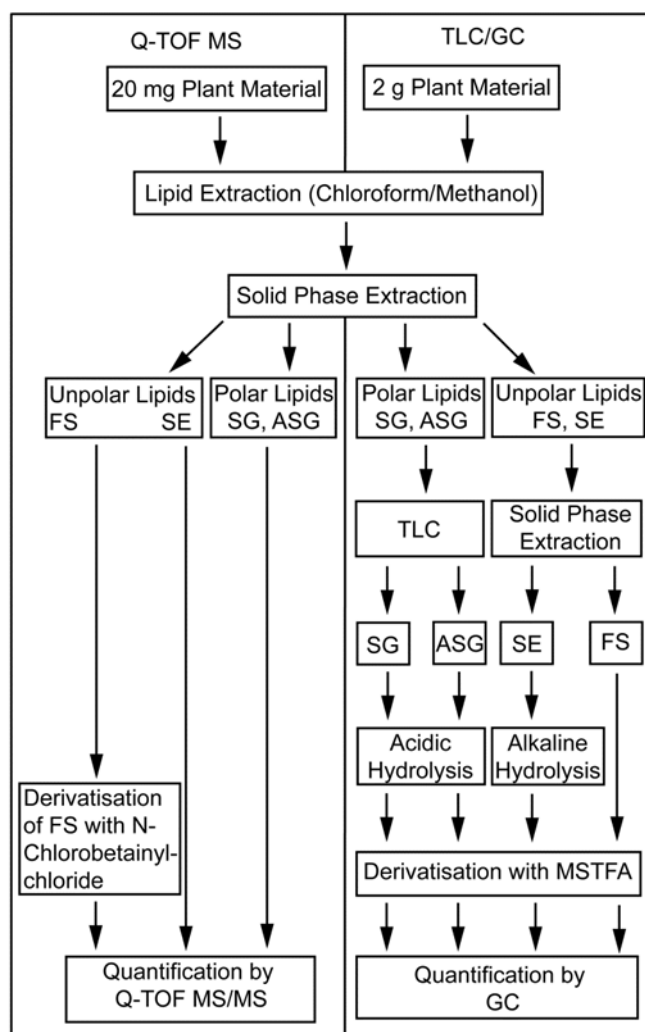 Q-TOF MS
TLC/GC
20 mg Plant Material
2 g Plant Material
Lipid Extraction (Chloroform/Methanol)
Solid Phase Extraction
Unpolar Lipids
FS SE
Polar Lipids
SG, ASG
Polar Lipids
SG, ASG
Unpolar Lipids
FS, SE
TLC
Solid Phase
Extraction
SG
ASG
SE
FS
Acidic
Hydrolysis
Alkaline
Hydrolysis
Derivatisation
of FS with N-
Chlorobetainyl-
chloride
Derivatisation with MSTFA
Quantification by
Q-TOF MS/MS
Quantification by
GC